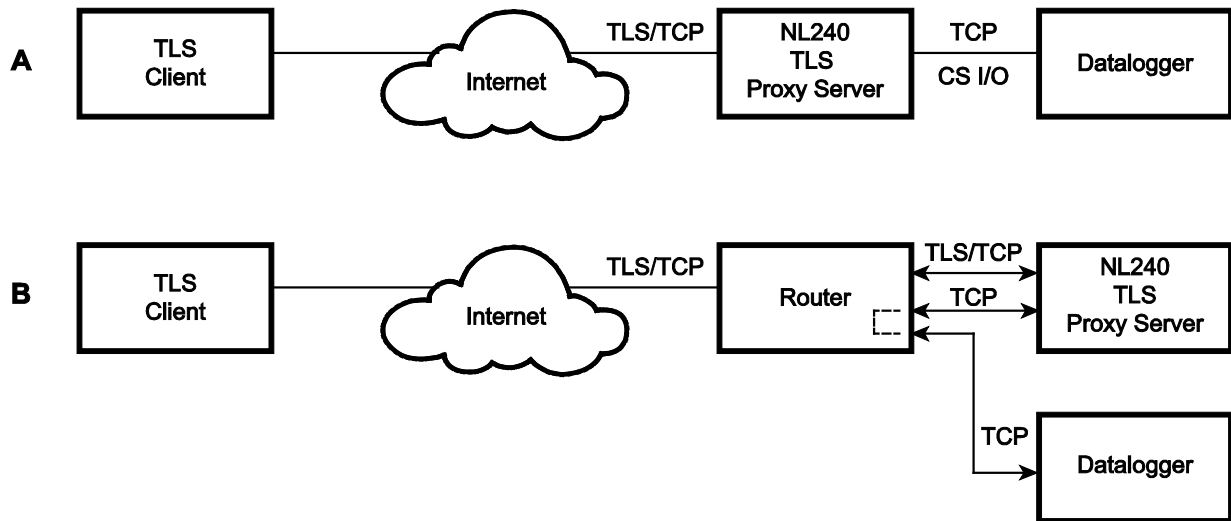 A
TLS
Client
Internet
TLS/TCP
NL240
TLS
Proxy Server
TCP
CS I/O
Datalogger
B
TLS
Client
Internet
TLS/TCP
Router
TLS/TCP
TCP
NL240
TLS
Proxy Server
TCP
Datalogger